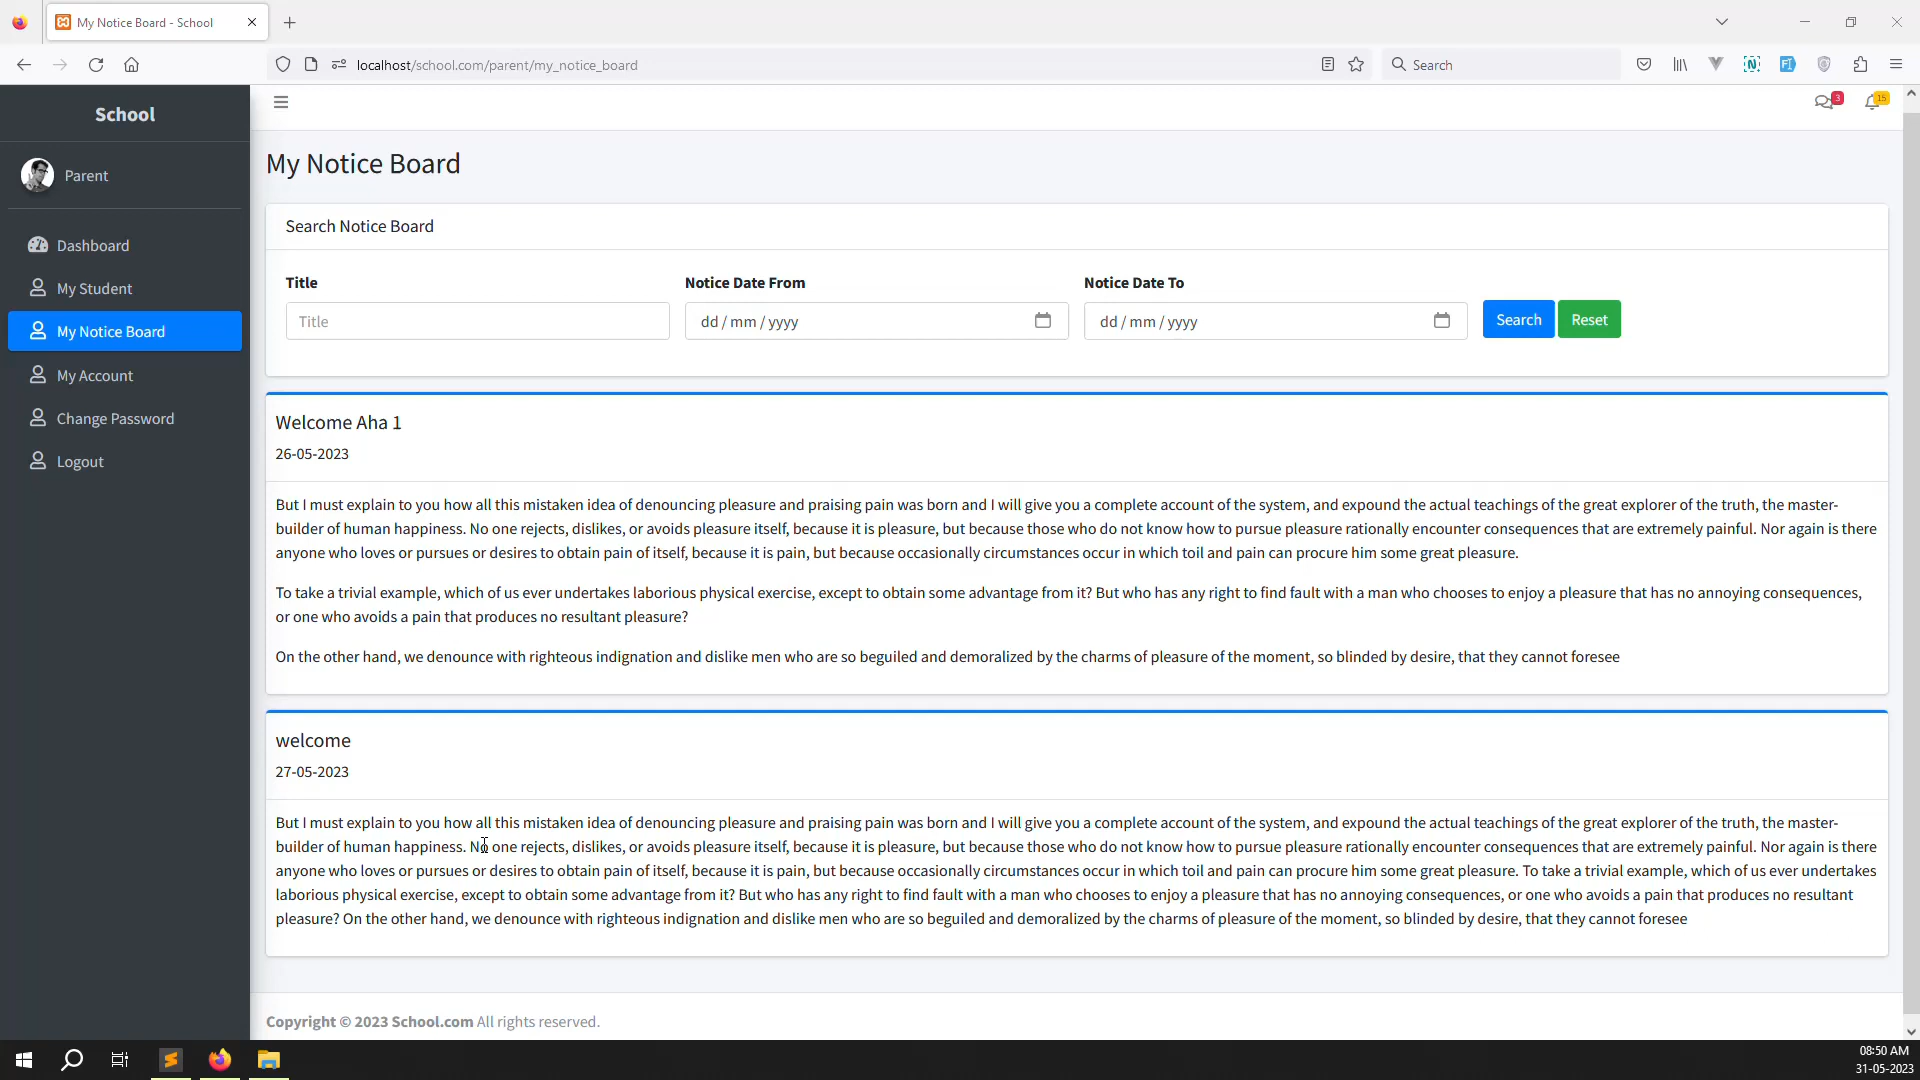 My Notice Board - School
localhost/school.com/parent/my_notice_board
Search
School
3
15
Parent
Dashboard
My Student
My Notice Board
My Account
Change Password
Logout
My Notice Board
Search Notice Board
Title
Notice Date From
Notice Date To
Title
dd / mm / yyyy
dd / mm / yyyy
Search
Reset
Welcome Aha 1
26-05-2023
But I must explain to you how all this mistaken idea of denouncing pleasure and praising pain was born and I will give you a complete account of the system, and expound the actual teachings of the great explorer of the truth, the master-
builder of human happiness. No one rejects, dislikes, or avoids pleasure itself, because it is pleasure, but because those who do not know how to pursue pleasure rationally encounter consequences that are extremely painful. Nor again is there
anyone who loves or pursues or desires to obtain pain of itself, because it is pain, but because occasionally circumstances occur in which toil and pain can procure him some great pleasure.
To take a trivial example, which of us ever undertakes laborious physical exercise, except to obtain some advantage from it? But who has any right to find fault with a man who chooses to enjoy a pleasure that has no annoying consequences,
or one who avoids a pain that produces no resultant pleasure?
On the other hand, we denounce with righteous indignation and dislike men who are so beguiled and demoralized by the charms of pleasure of the moment, so blinded by desire, that they cannot foresee
welcome
27-05-2023
But I must explain to you how all this mistaken idea of denouncing pleasure and praising pain was born and I will give you a complete account of the system, and expound the actual teachings of the great explorer of the truth, the master-
builder of human happiness. No one rejects, dislikes, or avoids pleasure itself, because it is pleasure, but because those who do not know how to pursue pleasure rationally encounter consequences that are extremely painful. Nor again is there
anyone who loves or pursues or desires to obtain pain of itself, because it is pain, but because occasionally circumstances occur in which toil and pain can procure him some great pleasure. To take a trivial example, which of us ever undertakes
laborious physical exercise, except to obtain some advantage from it? But who has any right to find fault with a man who chooses to enjoy a pleasure that has no annoying consequences, or one who avoids a pain that produces no resultant
pleasure? On the other hand, we denounce with righteous indignation and dislike men who are so beguiled and demoralized by the charms of pleasure of the moment, so blinded by desire, that they cannot foresee
Copyright © 2023 School.com All rights reserved.
08:50 AM
31-05-2023